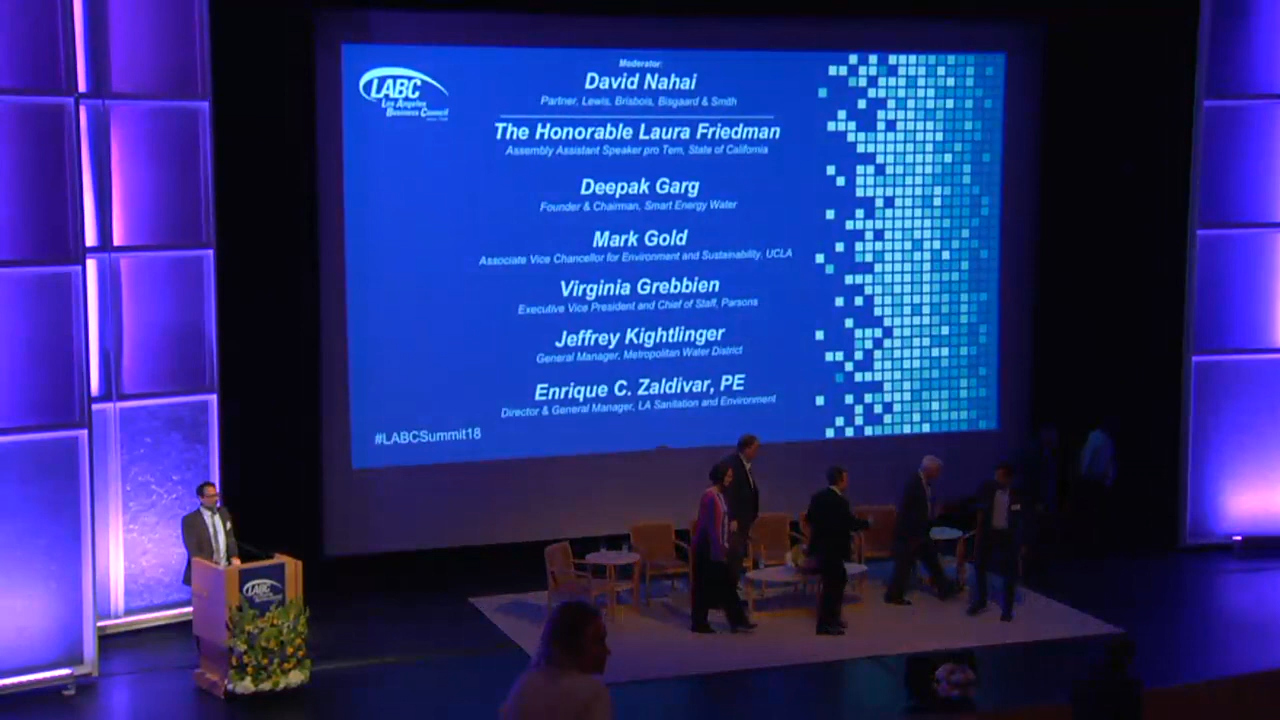 LABC
Los Angeles
Business Council
Moderator:
David Nahai
Partner, Lewis, Brisbois, Bisgaard & Smith
The Honorable Laura Friedman
Assembly Assistant Speaker pro Tem, State of California
Deepak Garg
Founder & Chairman, Smart Energy Water
Mark Gold
Associate Vice Chancellor for Environment and Sustainability, UCLA
Virginia Grebbien
Executive Vice President and Chief of Staff, Parsons
Jeffrey Kightlinger
General Manager, Metropolitan Water District
Enrique C. Zaldivar, PE
Director & General Manager, LA Sanitation and Environment
#LABCSummit18
LABC